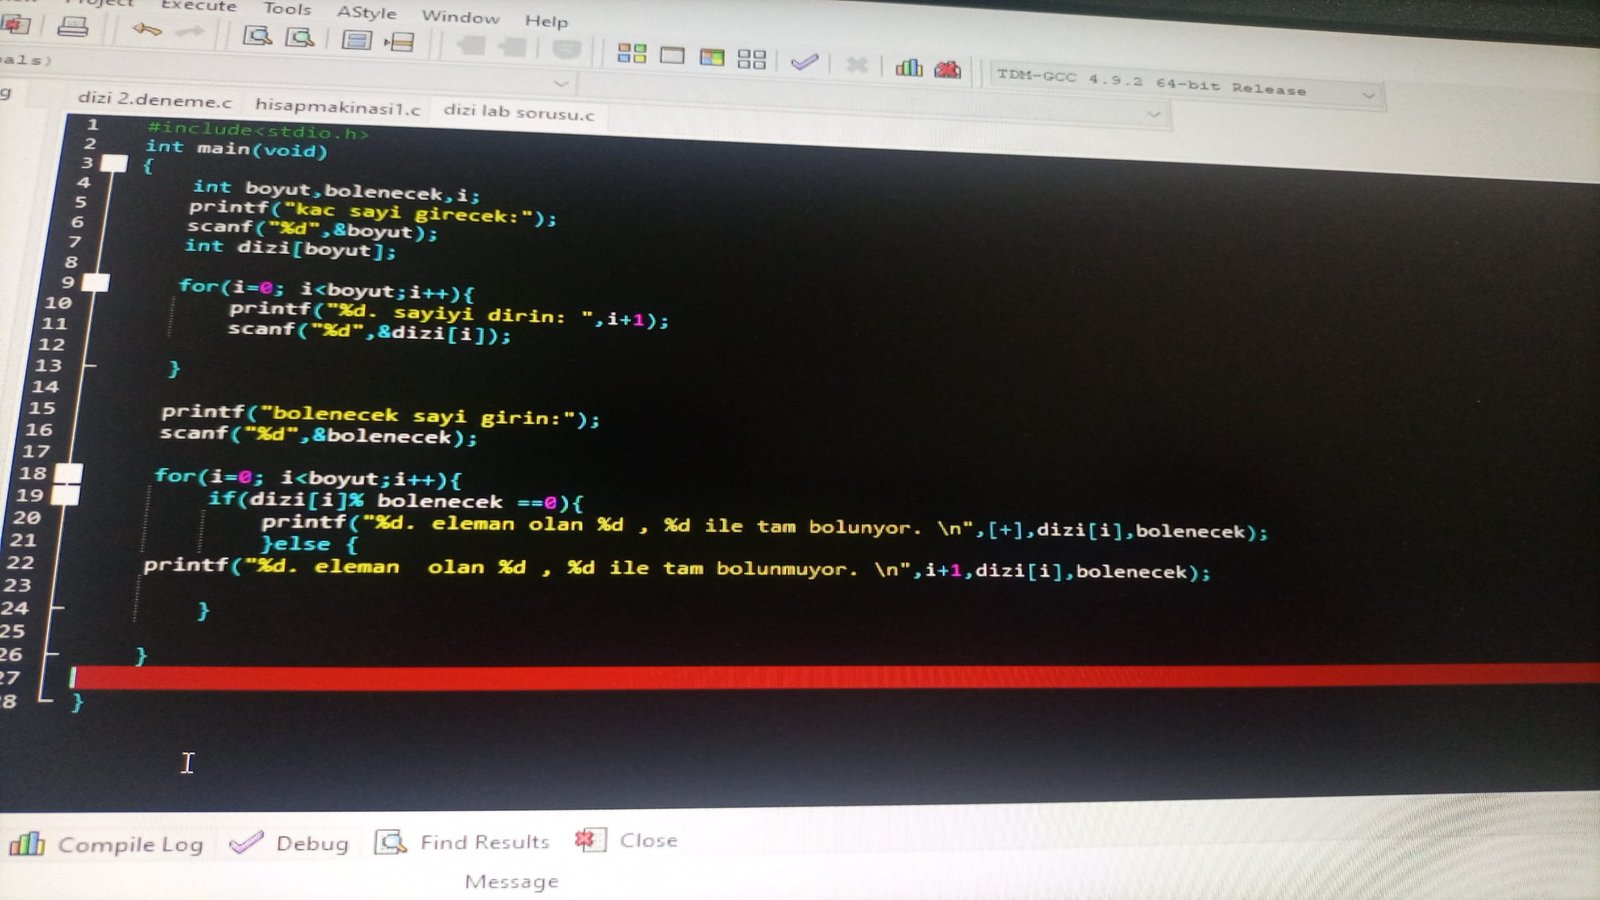 Execute Tools AStyle Window Help
TDM-GCC 4.9.2 64-bit Release
dizi 2.deneme.c hisapmakinasi1.c dizi lab sorusu.c
1 #include<stdio.h>
2 int main(void)
3 {
4 int boyut,bolenecek,i;
5 printf("kac sayi girecek:");
6 scanf("%d",&boyut);
7 int dizi[boyut];
8
9 for(i=0; i<boyut;i++){
10 printf("%d. sayiyi dirin: ",i+1);
11 scanf("%d",&dizi[i]);
12
13 }
14
15 printf("bolenecek sayi girin:");
16 scanf("%d",&bolenecek);
17
18 for(i=0; i<boyut;i++){
19 if(dizi[i]% bolenecek ==0){
20 printf("%d. eleman olan %d , %d ile tam bolunyor. \n",[+],dizi[i],bolenecek);
21 }else {
22 printf("%d. eleman  olan %d , %d ile tam bolunmuyor. \n",i+1,dizi[i],bolenecek);
23
24 }
25
26 }
27
28 }
Compile Log Debug Find Results Close
Message